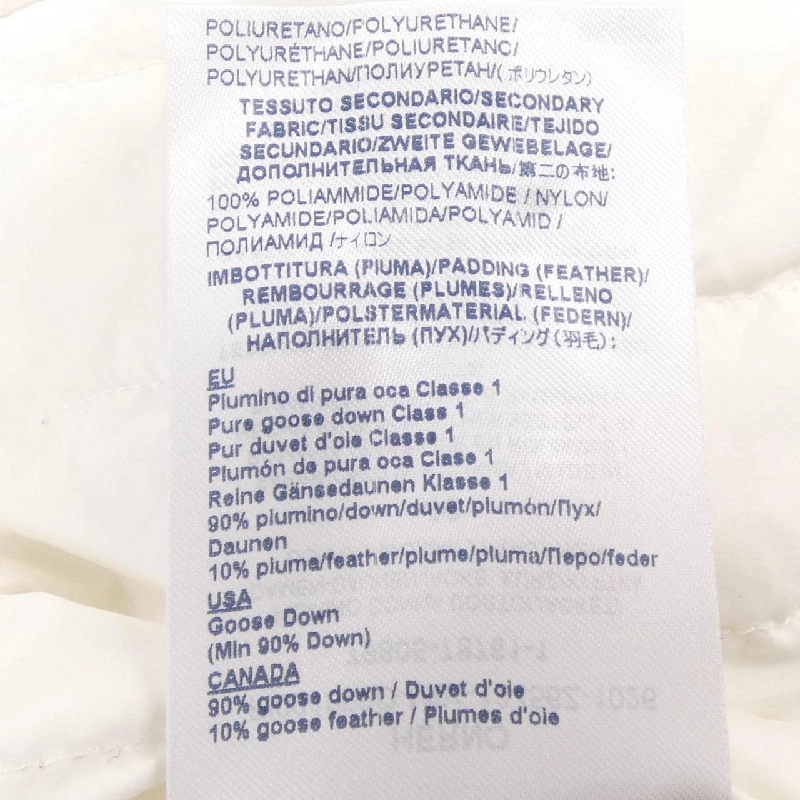 POLIURETANO/POLYURETHANE/
POLYURÉTHANE/POLIURETANO/
POLYURETHAN/ПОЛИУРЕТАН/(ポリウレタン)
TESSUTO SECONDARIO/SECONDARY
FABRIC/TISSU SECONDAIRE/TEJIDO
SECUNDARIO/ZWEITE GEWEBELAGE/
ДОПОЛНИТЕЛЬНАЯ ТКАНЬ/第二の布地:
100% POLIAMMIDE/POLYAMIDE / NYLON/
POLYAMIDE/POLIAMIDA/POLYAMID /
ПОЛИАМИД /ナイロン
IMBOTTITURA (PIUMA)/PADDING (FEATHER)/
REMBOURRAGE (PLUMES)/RELLENO
(PLUMA)/POLSTERMATERIAL (FEDERN)/
НАПОЛНИТЕЛЬ (ПУХ)/パディング(羽毛):
EU
Piumino di pura oca Classe 1
Pure goose down Class 1
Pur duvet d'oie Classe 1
Plumón de pura oca Clase 1
Reine Gänsedaunen Klasse 1
90% piumino/down/duvet/plumón/Пух/
Daunen
10% piuma/feather/plume/pluma/Перо/feder
USA
Goose Down
(Min 90% Down)
CANADA
90% goose down / Duvet d'oie
10% goose feather / Plumes d'oie
HERNO